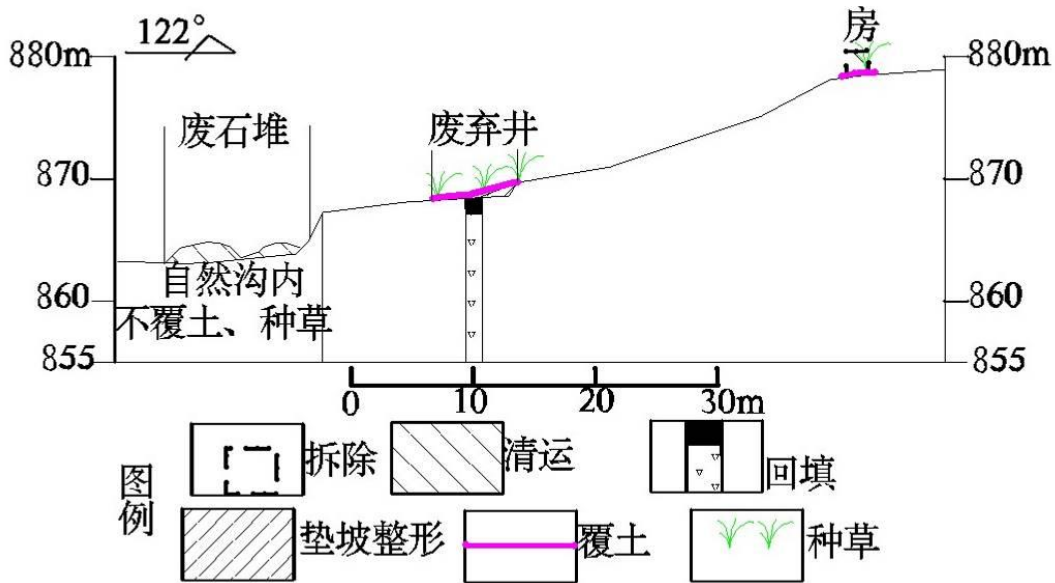 122°
房
880m
880m
废石堆
废弃井
870
870
自然沟内
860
860
不覆土、种草
855
855
0
10
20
30m
图例
拆除
清运
回填
垫坡整形
覆土
种草